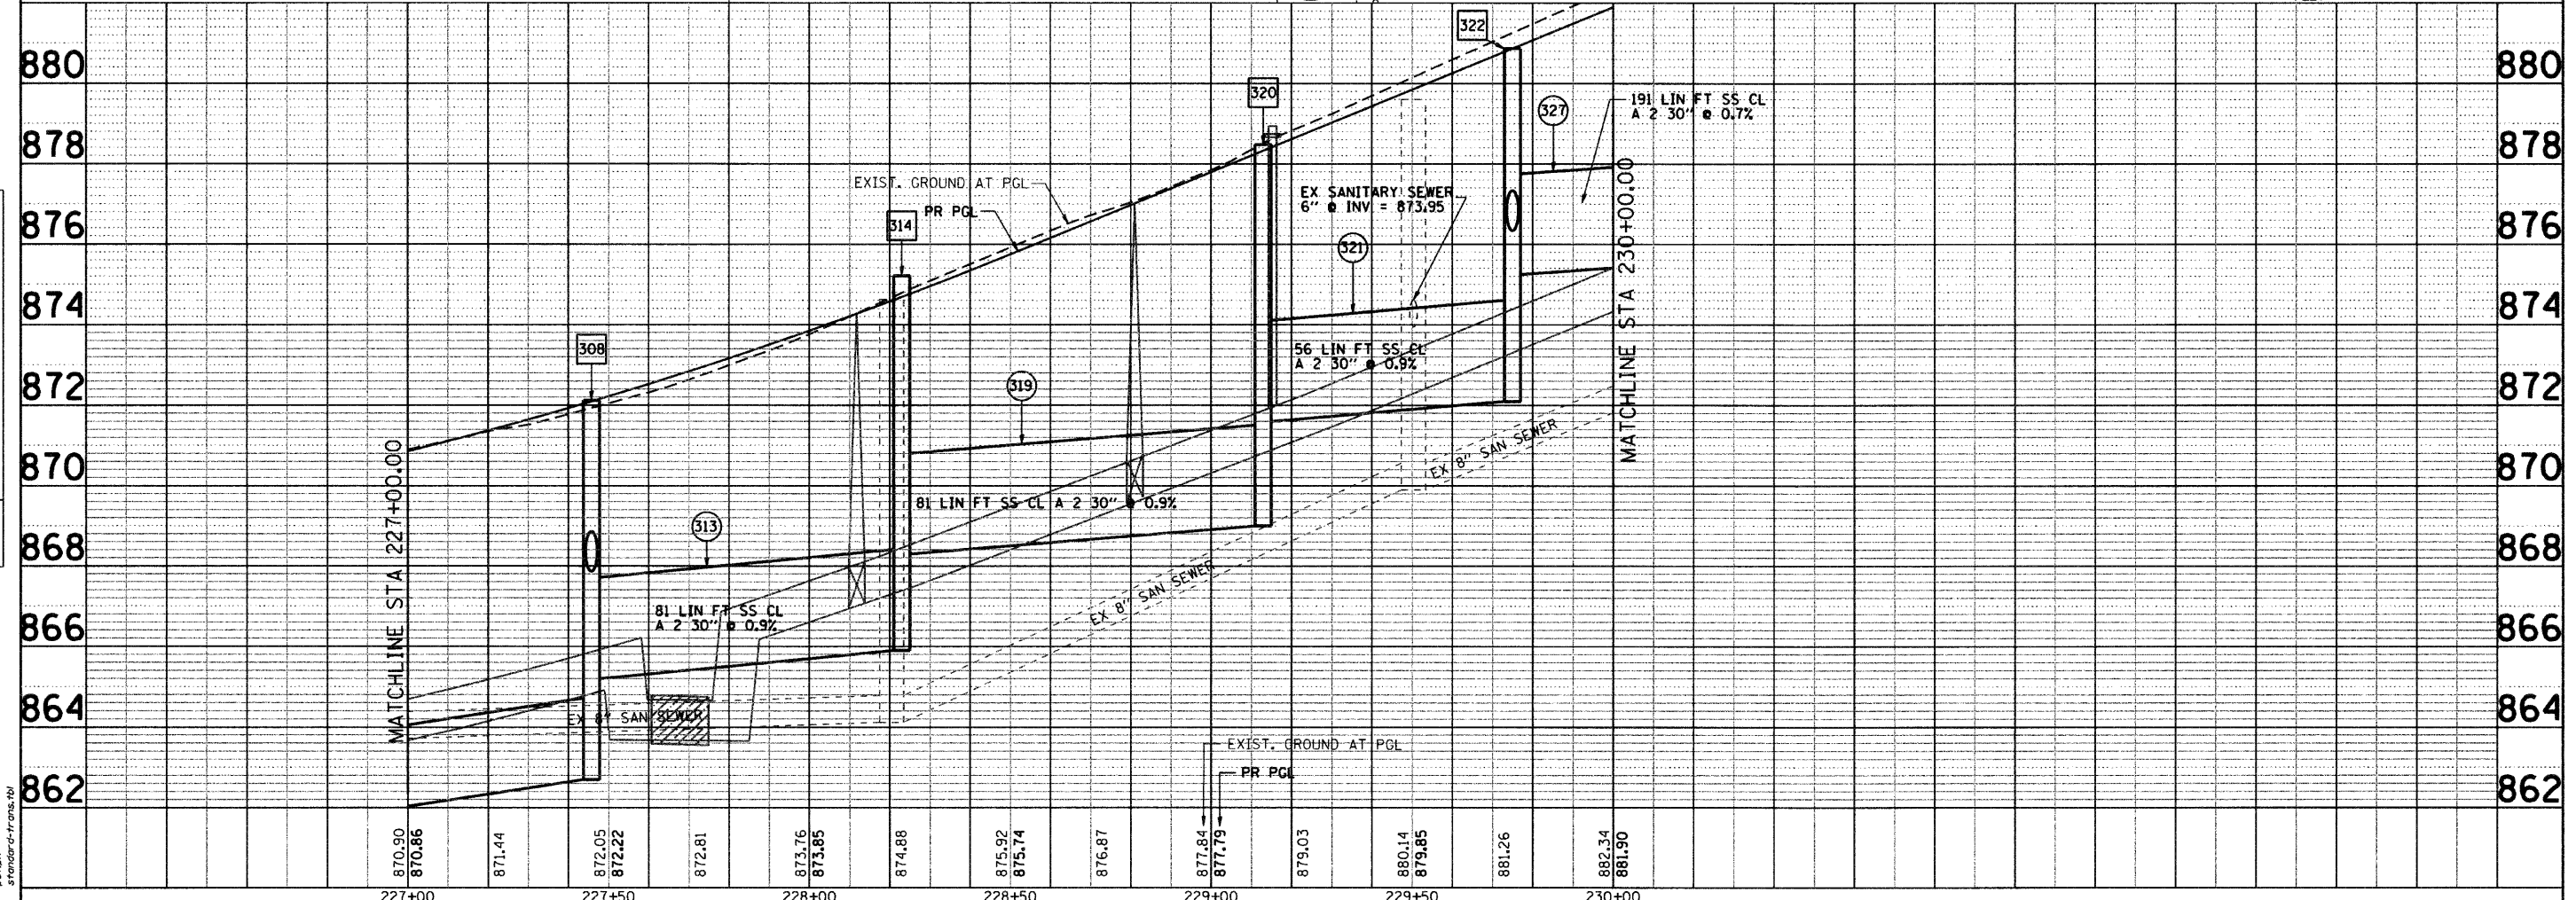 880
878
876
874
872
870
868
866
864
862
880
878
876
874
872
870
868
866
864
862
322
327
191 LIN FT SS CL
A 2 30" @ 0.7%
320
EXIST. GROUND AT PGL
PR PGL
314
EX SANITARY SEWER
6" @ INV = 873.95
321
308
56 LIN FT SS CL
A 2 30" @ 0.9%
319
MATCHLINE STA 227+00.00
MATCHLINE STA 230+00.00
81 LIN FT SS CL A 2 30" @ 0.9%
EX 8" SAN SEWER
313
EX 8" SAN SEWER
81 LIN FT SS CL
A 2 30" @ 0.9%
EX 8" SAN SEWER
EXIST. GROUND AT PGL
PR PGL
870.90
870.86
871.44
872.05
872.22
872.81
873.76
873.85
874.88
875.92
875.74
876.87
877.84
877.79
879.03
880.14
879.85
881.26
882.34
881.90
227+00
227+50
228+00
228+50
229+00
229+50
230+00
standard-trans.tbl